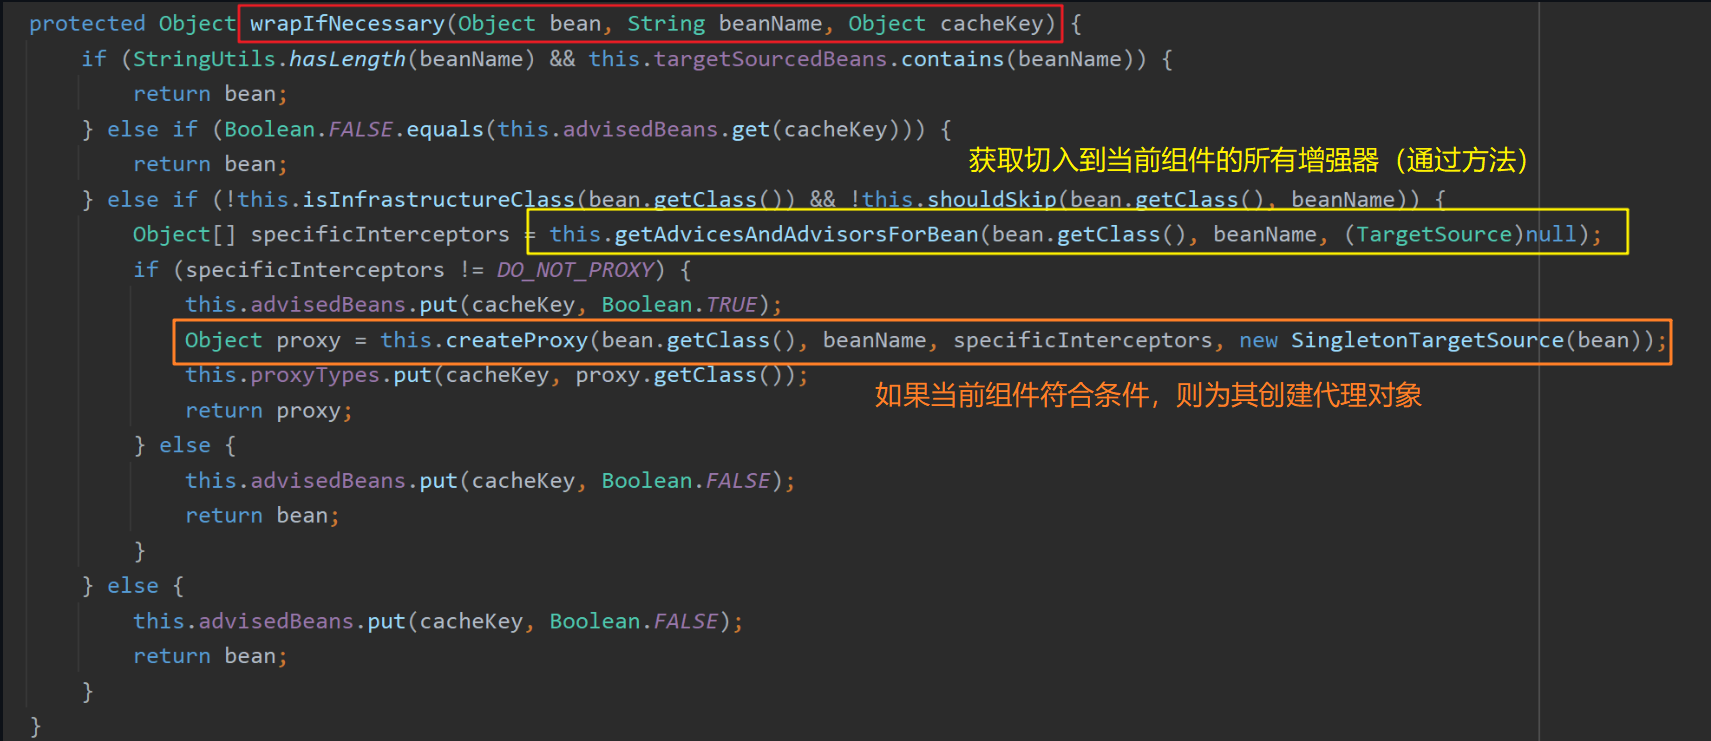 protected Object wrapIfNecessary(Object bean, String beanName, Object cacheKey) {
    if (StringUtils.hasLength(beanName) && this.targetSourcedBeans.contains(beanName)) {
        return bean;
    } else if (Boolean.FALSE.equals(this.advisedBeans.get(cacheKey))) {
        return bean;
获取切入到当前组件的所有增强器（通过方法）
    } else if (!this.isInfrastructureClass(bean.getClass()) && !this.shouldSkip(bean.getClass(), beanName)) {
        Object[] specificInterceptors = this.getAdvicesAndAdvisorsForBean(bean.getClass(), beanName, (TargetSource)null);
        if (specificInterceptors != DO_NOT_PROXY) {
            this.advisedBeans.put(cacheKey, Boolean.TRUE);
            Object proxy = this.createProxy(bean.getClass(), beanName, specificInterceptors, new SingletonTargetSource(bean));
            this.proxyTypes.put(cacheKey, proxy.getClass());
如果当前组件符合条件，则为其创建代理对象
            return proxy;
        } else {
            this.advisedBeans.put(cacheKey, Boolean.FALSE);
            return bean;
        }
    } else {
        this.advisedBeans.put(cacheKey, Boolean.FALSE);
        return bean;
    }
}